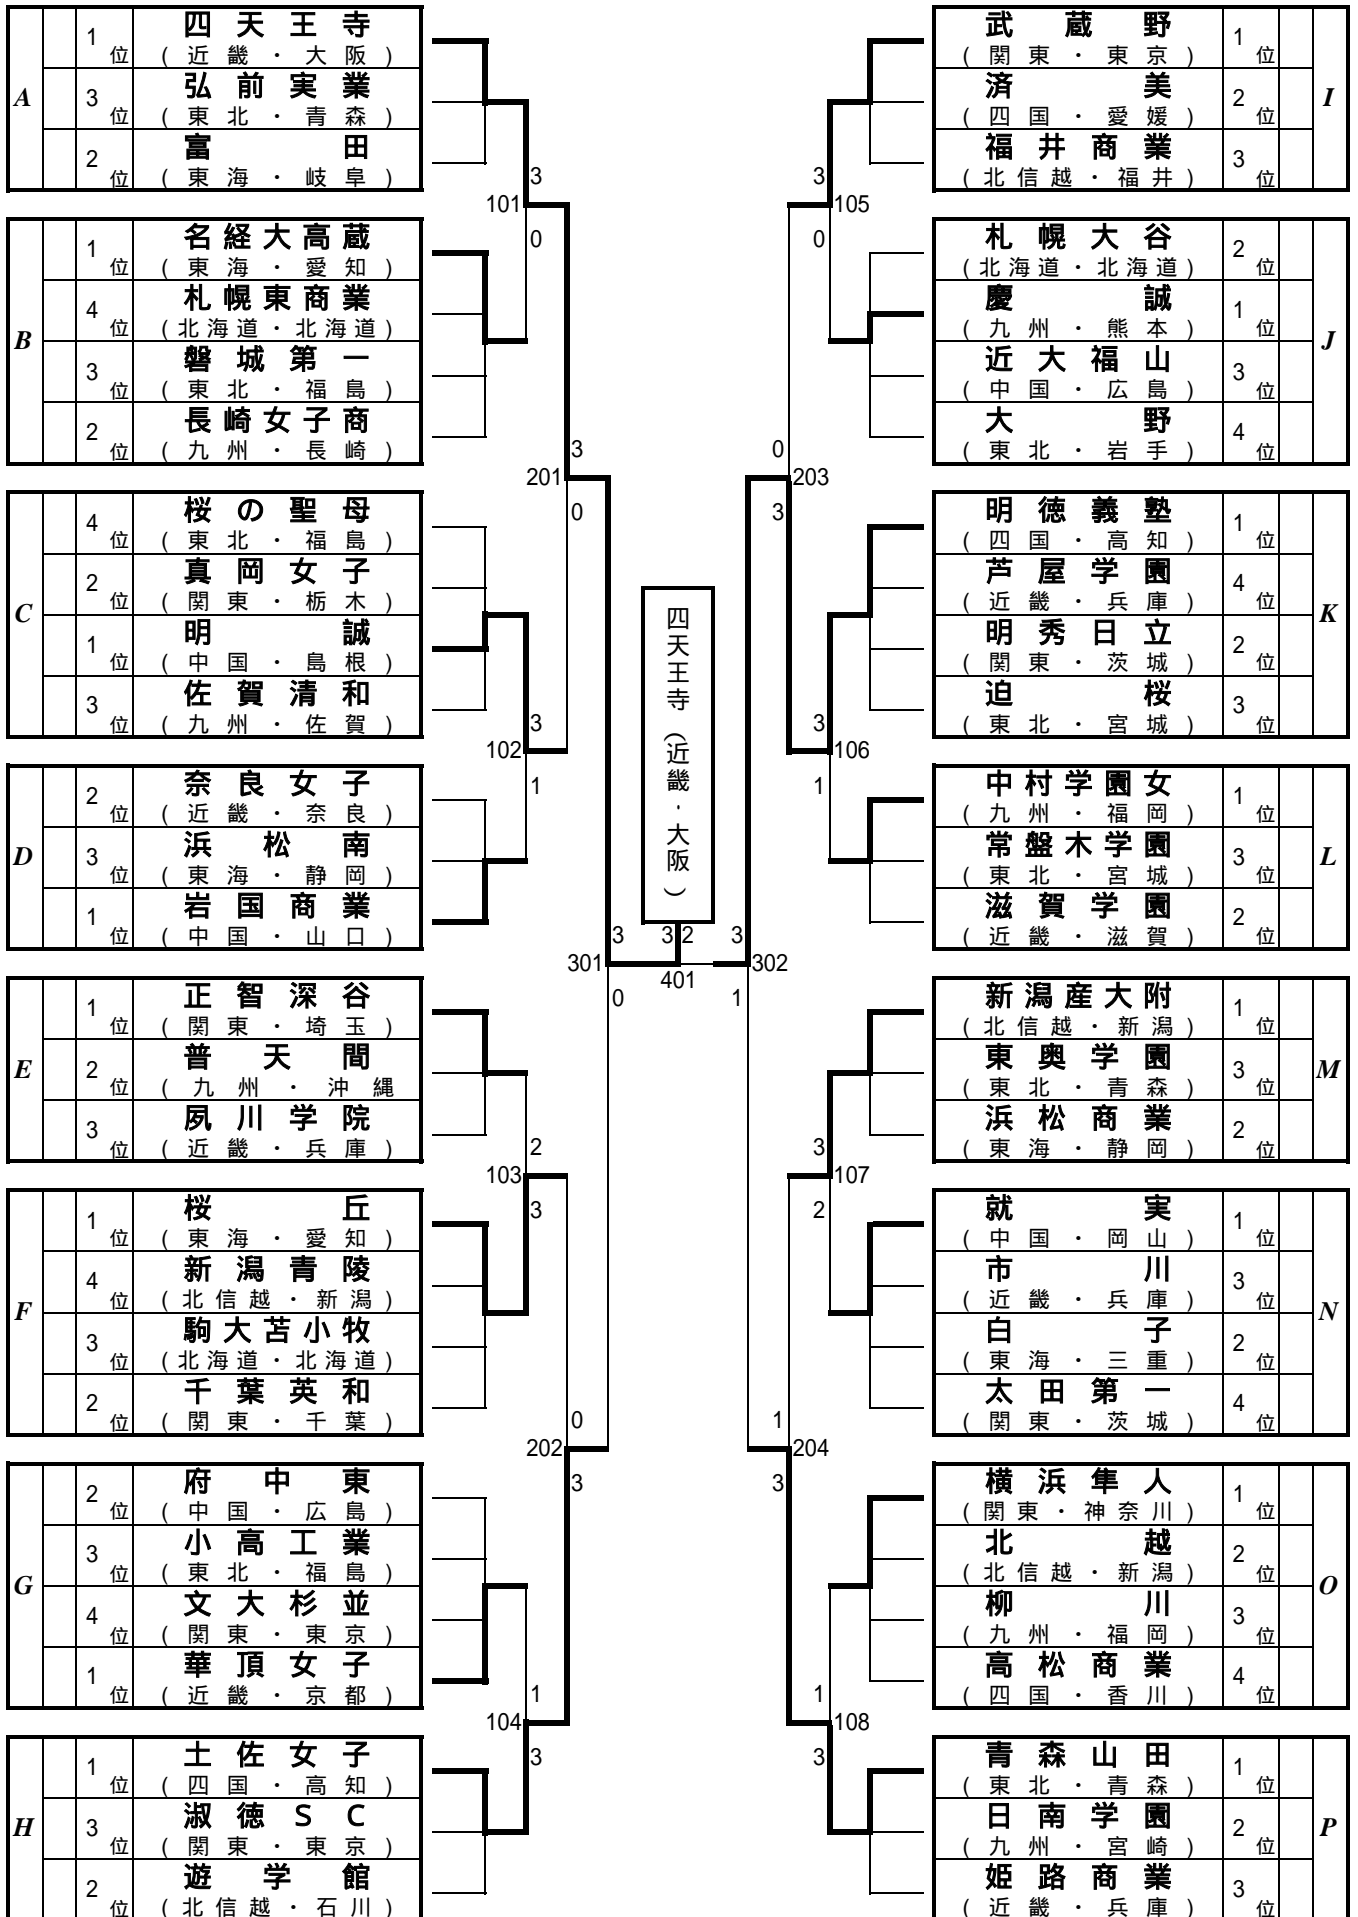 A
1位 四天王寺
(近畿・大阪)
3位 弘前実業
(東北・青森)
2位 富田
(東海・岐阜)
B
1位 名経大高蔵
(東海・愛知)
4位 札幌東商業
(北海道・北海道)
3位 磐城第一
(東北・福島)
2位 長崎女子商
(九州・長崎)
C
4位 桜の聖母
(東北・福島)
2位 真岡女子
(関東・栃木)
1位 明誠
(中国・島根)
3位 佐賀清和
(九州・佐賀)
D
2位 奈良女子
(近畿・奈良)
3位 浜松南
(東海・静岡)
1位 岩国商業
(中国・山口)
E
1位 正智深谷
(関東・埼玉)
2位 普天間
(九州・沖縄
3位 夙川学院
(近畿・兵庫)
F
1位 桜丘
(東海・愛知)
4位 新潟青陵
(北信越・新潟)
3位 駒大苫小牧
(北海道・北海道)
2位 千葉英和
(関東・千葉)
G
2位 府中東
(中国・広島)
3位 小高工業
(東北・福島)
4位 文大杉並
(関東・東京)
1位 華頂女子
(近畿・京都)
H
1位 土佐女子
(四国・高知)
3位 淑徳SC
(関東・東京)
2位 遊学館
(北信越・石川)
3
101
0
3
201
0
3
102
1
2
103
3
0
202
3
1
104
3
四天王寺(近畿・大阪)
3 3 2 3
301 401 302
0 1
3
105
0
0
203
3
3
106
1
3
107
2
1
204
3
1
108
3
武蔵野 1位
(関東・東京)
済美 2位
(四国・愛媛)
福井商業 3位
(北信越・福井)
I
札幌大谷 2位
(北海道・北海道)
慶誠 1位
(九州・熊本)
近大福山 3位
(中国・広島)
大野 4位
(東北・岩手)
J
明徳義塾 1位
(四国・高知)
芦屋学園 4位
(近畿・兵庫)
明秀日立 2位
(関東・茨城)
迫桜 3位
(東北・宮城)
K
中村学園女 1位
(九州・福岡)
常盤木学園 3位
(東北・宮城)
滋賀学園 2位
(近畿・滋賀)
L
新潟産大附 1位
(北信越・新潟)
東奥学園 3位
(東北・青森)
浜松商業 2位
(東海・静岡)
M
就実 1位
(中国・岡山)
市川 3位
(近畿・兵庫)
白子 2位
(東海・三重)
太田第一 4位
(関東・茨城)
N
横浜隼人 1位
(関東・神奈川)
北越 2位
(北信越・新潟)
柳川 3位
(九州・福岡)
高松商業 4位
(四国・香川)
O
青森山田 1位
(東北・青森)
日南学園 2位
(九州・宮崎)
姫路商業 3位
(近畿・兵庫)
P